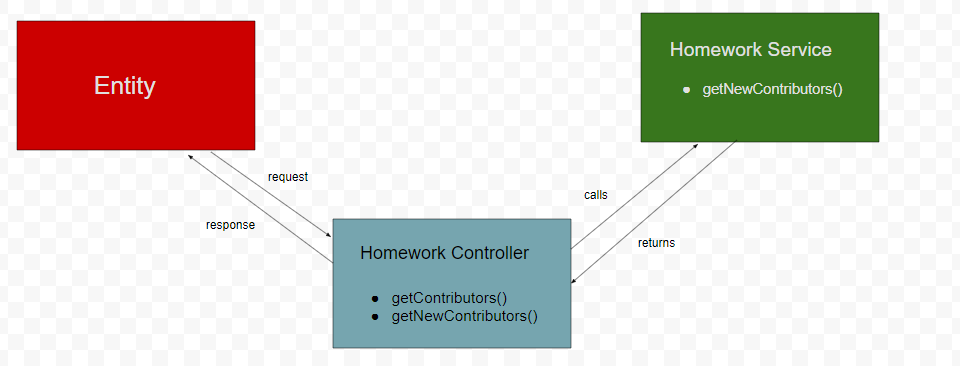 Entity
Homework Service
● getNewContributors()
request
response
calls
returns
Homework Controller
● getContributors()
● getNewContributors()